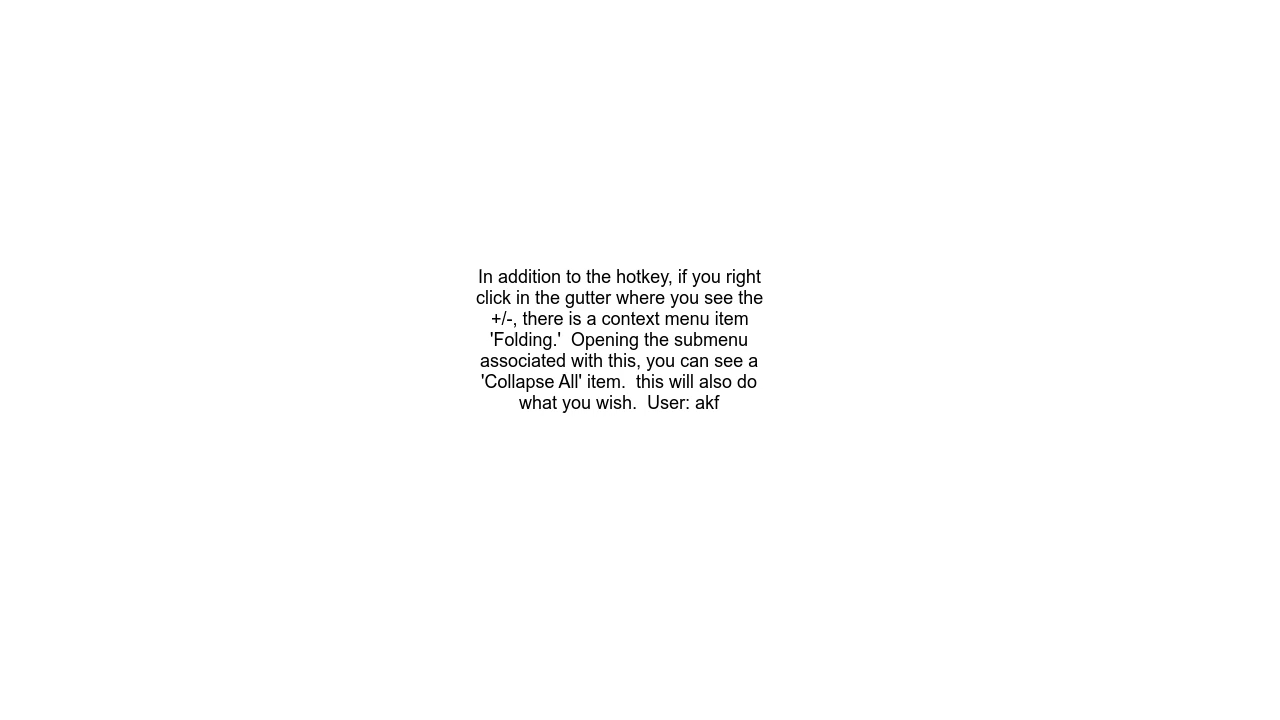 In addition to the hotkey, if you right
click in the gutter where you see the
+/-, there is a context menu item
'Folding.'  Opening the submenu
associated with this, you can see a
'Collapse All' item.  this will also do
what you wish.  User: akf